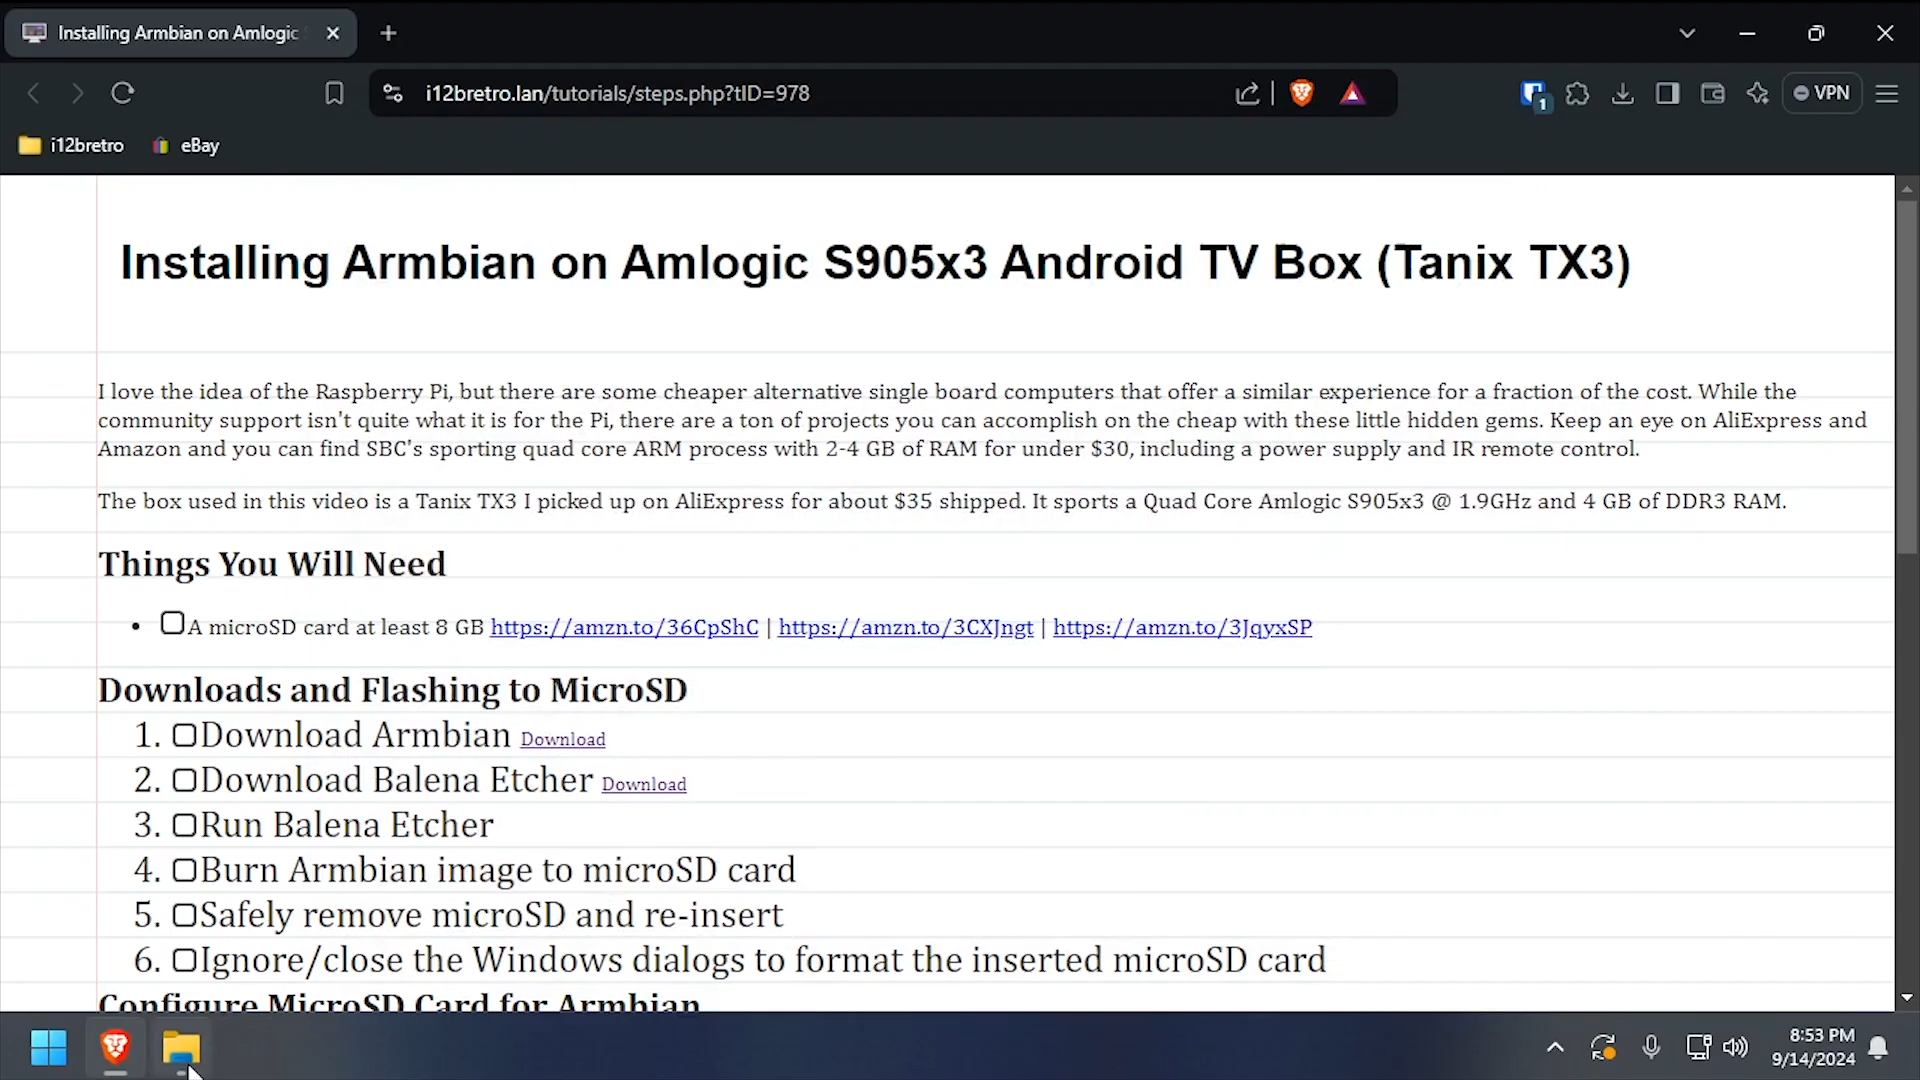 Installing Armbian on Amlogic
i12bretro.lan/tutorials/steps.php?tID=978
1
VPN
i12bretro
eBay
Installing Armbian on Amlogic S905x3 Android TV Box (Tanix TX3)
I love the idea of the Raspberry Pi, but there are some cheaper alternative single board computers that offer a similar experience for a fraction of the cost. While the
community support isn't quite what it is for the Pi, there are a ton of projects you can accomplish on the cheap with these little hidden gems. Keep an eye on AliExpress and
Amazon and you can find SBC's sporting quad core ARM process with 2-4 GB of RAM for under $30, including a power supply and IR remote control.
The box used in this video is a Tanix TX3 I picked up on AliExpress for about $35 shipped. It sports a Quad Core Amlogic S905x3 @ 1.9GHz and 4 GB of DDR3 RAM.
Things You Will Need
• A microSD card at least 8 GB https://amzn.to/36CpShC | https://amzn.to/3CXJngt | https://amzn.to/3JqyxSP
Downloads and Flashing to MicroSD
1. Download Armbian Download
2. Download Balena Etcher Download
3. Run Balena Etcher
4. Burn Armbian image to microSD card
5. Safely remove microSD and re-insert
6. Ignore/close the Windows dialogs to format the inserted microSD card
Configure MicroSD Card for Armbian
8:53 PM
9/14/2024